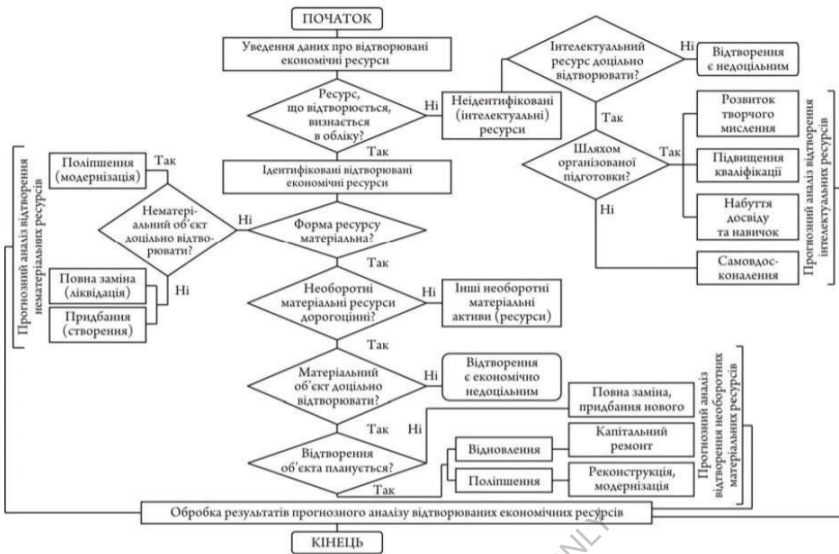 ПОЧАТОК
Уведення даних про відтворювані
економічні ресурси
Ресурс,
що відтворюється,
визнається
в обліку?
Ні
Неідентифіковані
(інтелектуальні)
ресурси
Інтелектуальний
ресурс доцільно
відтворювати?
Ні
Відтворення
є недоцільним
Так
Шляхом
організованої
підготовки?
Так
Розвиток
творчого
мислення
Підвищення
кваліфікації
Набуття
досвіду
та навичок
Ні
Самовдос-
коналення
Прогнозний аналіз відтворення
інтелектуальних ресурсів
Так
Ідентифіковані відтворювані
економічні ресурси
Форма ресурсу
матеріальна?
Ні
Нематері-
альний об'єкт
доцільно відтво-
рювати?
Так
Поліпшення
(модернізація)
Ні
Повна заміна
(ліквідація)
Придбання
(створення)
Прогнозний аналіз відтворення
нематеріальних ресурсів
Так
Необоротні
матеріальні ресурси
дорогоцінні?
Ні
Інші необоротні
матеріальні
активи (ресурси)
Так
Матеріальний
об'єкт доцільно
відтворювати?
Ні
Відтворення
є економічно
недоцільним
Так
Відтворення
об'єкта планується?
Ні
Повна заміна,
придбання нового
Так
Відновлення
Капітальний
ремонт
Поліпшення
Реконструкція,
модернізація
Прогнозний аналіз
відтворення необоротних
матеріальних ресурсів
Обробка результатів прогнозного аналізу відтворюваних економічних ресурсів
КІНЕЦЬ
NLY